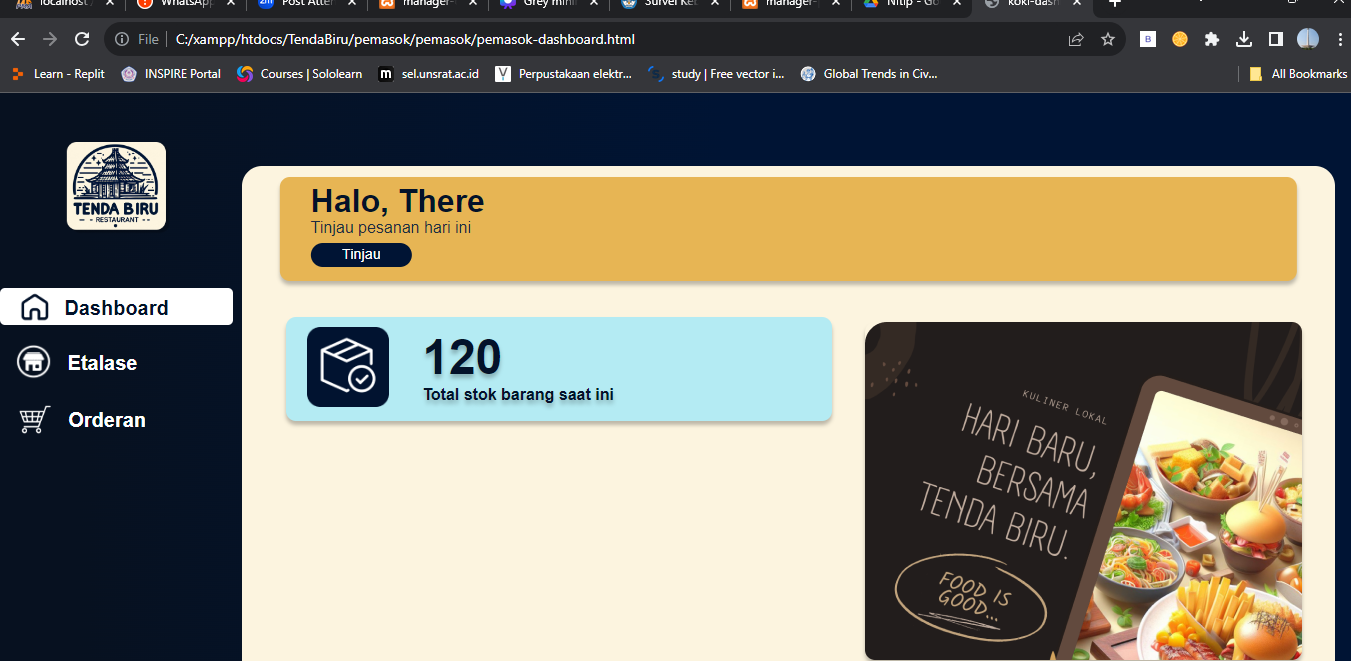 localhost
WhatsApp
Post Atten
manager-
Grey mini
Survei Ke
manager-
Nitip - Go
koki-dash
File
C:/xampp/htdocs/TendaBiru/pemasok/pemasok/pemasok-dashboard.html
Learn - Replit
INSPIRE Portal
Courses | Sololearn
m sel.unsrat.ac.id
Perpustakaan elektr...
study | Free vector i...
Global Trends in Civ...
All Bookmarks
TENDA BIRU
- - RESTAURANT - -
Dashboard
Etalase
Orderan
Halo, There
Tinjau pesanan hari ini
Tinjau
120
Total stok barang saat ini
KULINER LOKAL
HARI BARU,
BERSAMA
TENDA BIRU.
FOOD IS
GOOD...